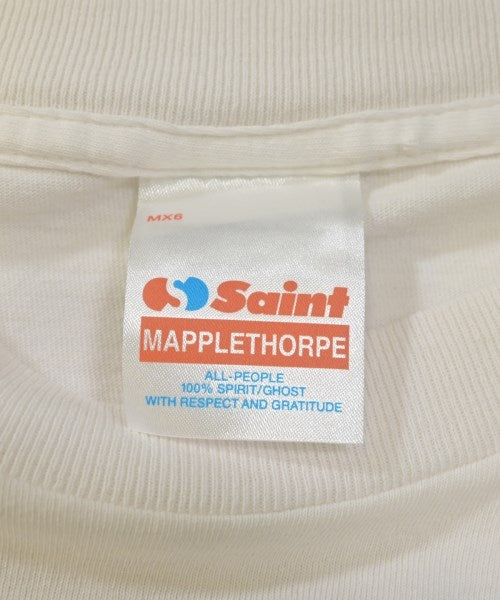 MX6
Saint
MAPPLETHORPE
ALL-PEOPLE
100% SPIRIT/GHOST
WITH RESPECT AND GRATITUDE